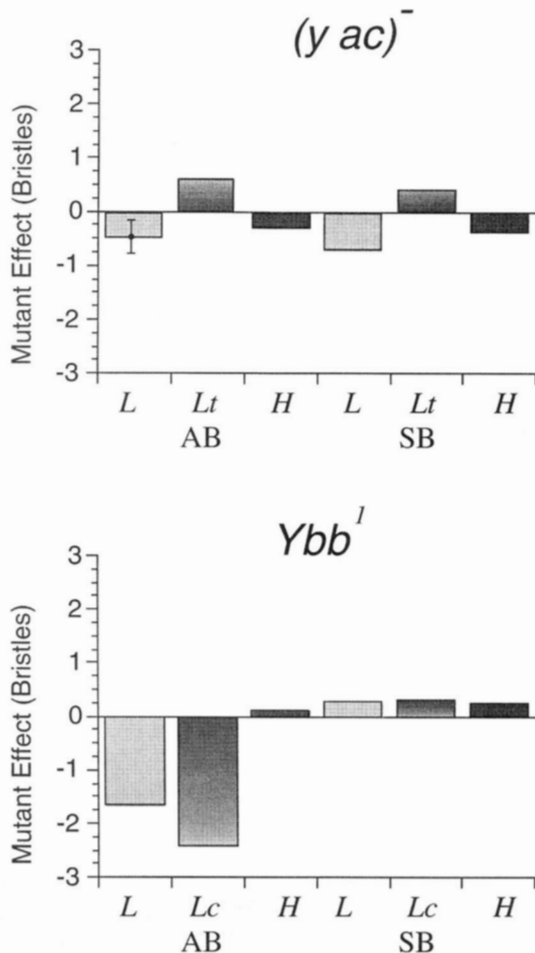 (y ac)⁻
3
2
1
0
-1
-2
-3
Mutant Effect (Bristles)
L Lt H L Lt H
AB SB
Ybb¹
3
2
1
0
-1
-2
-3
Mutant Effect (Bristles)
L Lc H L Lc H
AB SB